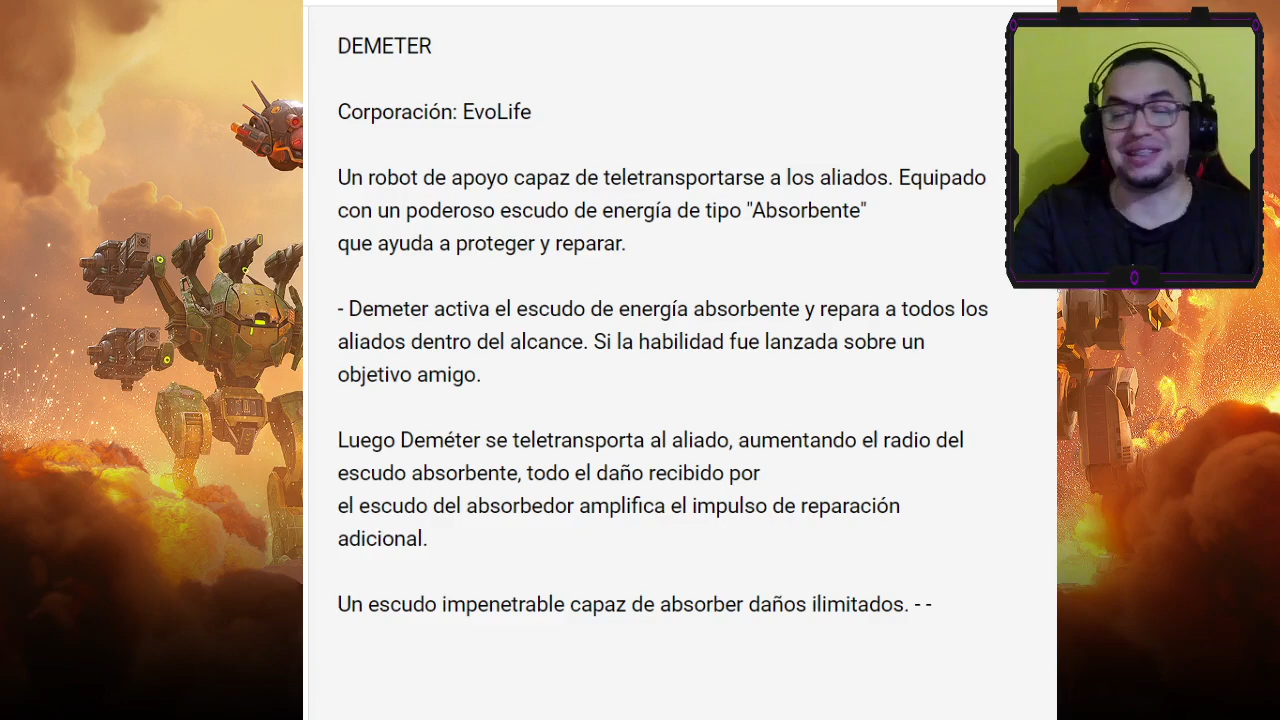 DEMETER
Corporación: EvoLife
Un robot de apoyo capaz de teletransportarse a los aliados. Equipado
con un poderoso escudo de energía de tipo "Absorbente"
que ayuda a proteger y reparar.
- Demeter activa el escudo de energía absorbente y repara a todos los
aliados dentro del alcance. Si la habilidad fue lanzada sobre un
objetivo amigo.
Luego Deméter se teletransporta al aliado, aumentando el radio del
escudo absorbente, todo el daño recibido por
el escudo del absorbedor amplifica el impulso de reparación
adicional.
Un escudo impenetrable capaz de absorber daños ilimitados. - -